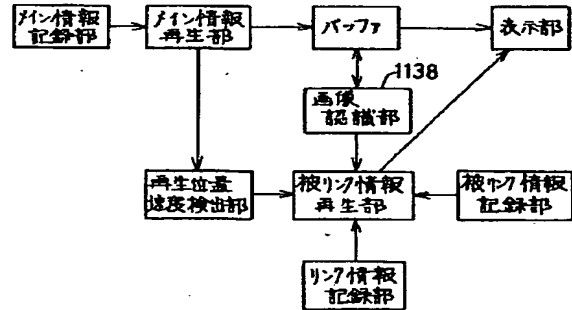 メイン情報
記録部
メイン情報
再生部
バッファ
表示部
1138
画像
認識部
再生位置
速度検出部
被リンク情報
再生部
被リンク情報
記録部
リンク情報
記録部